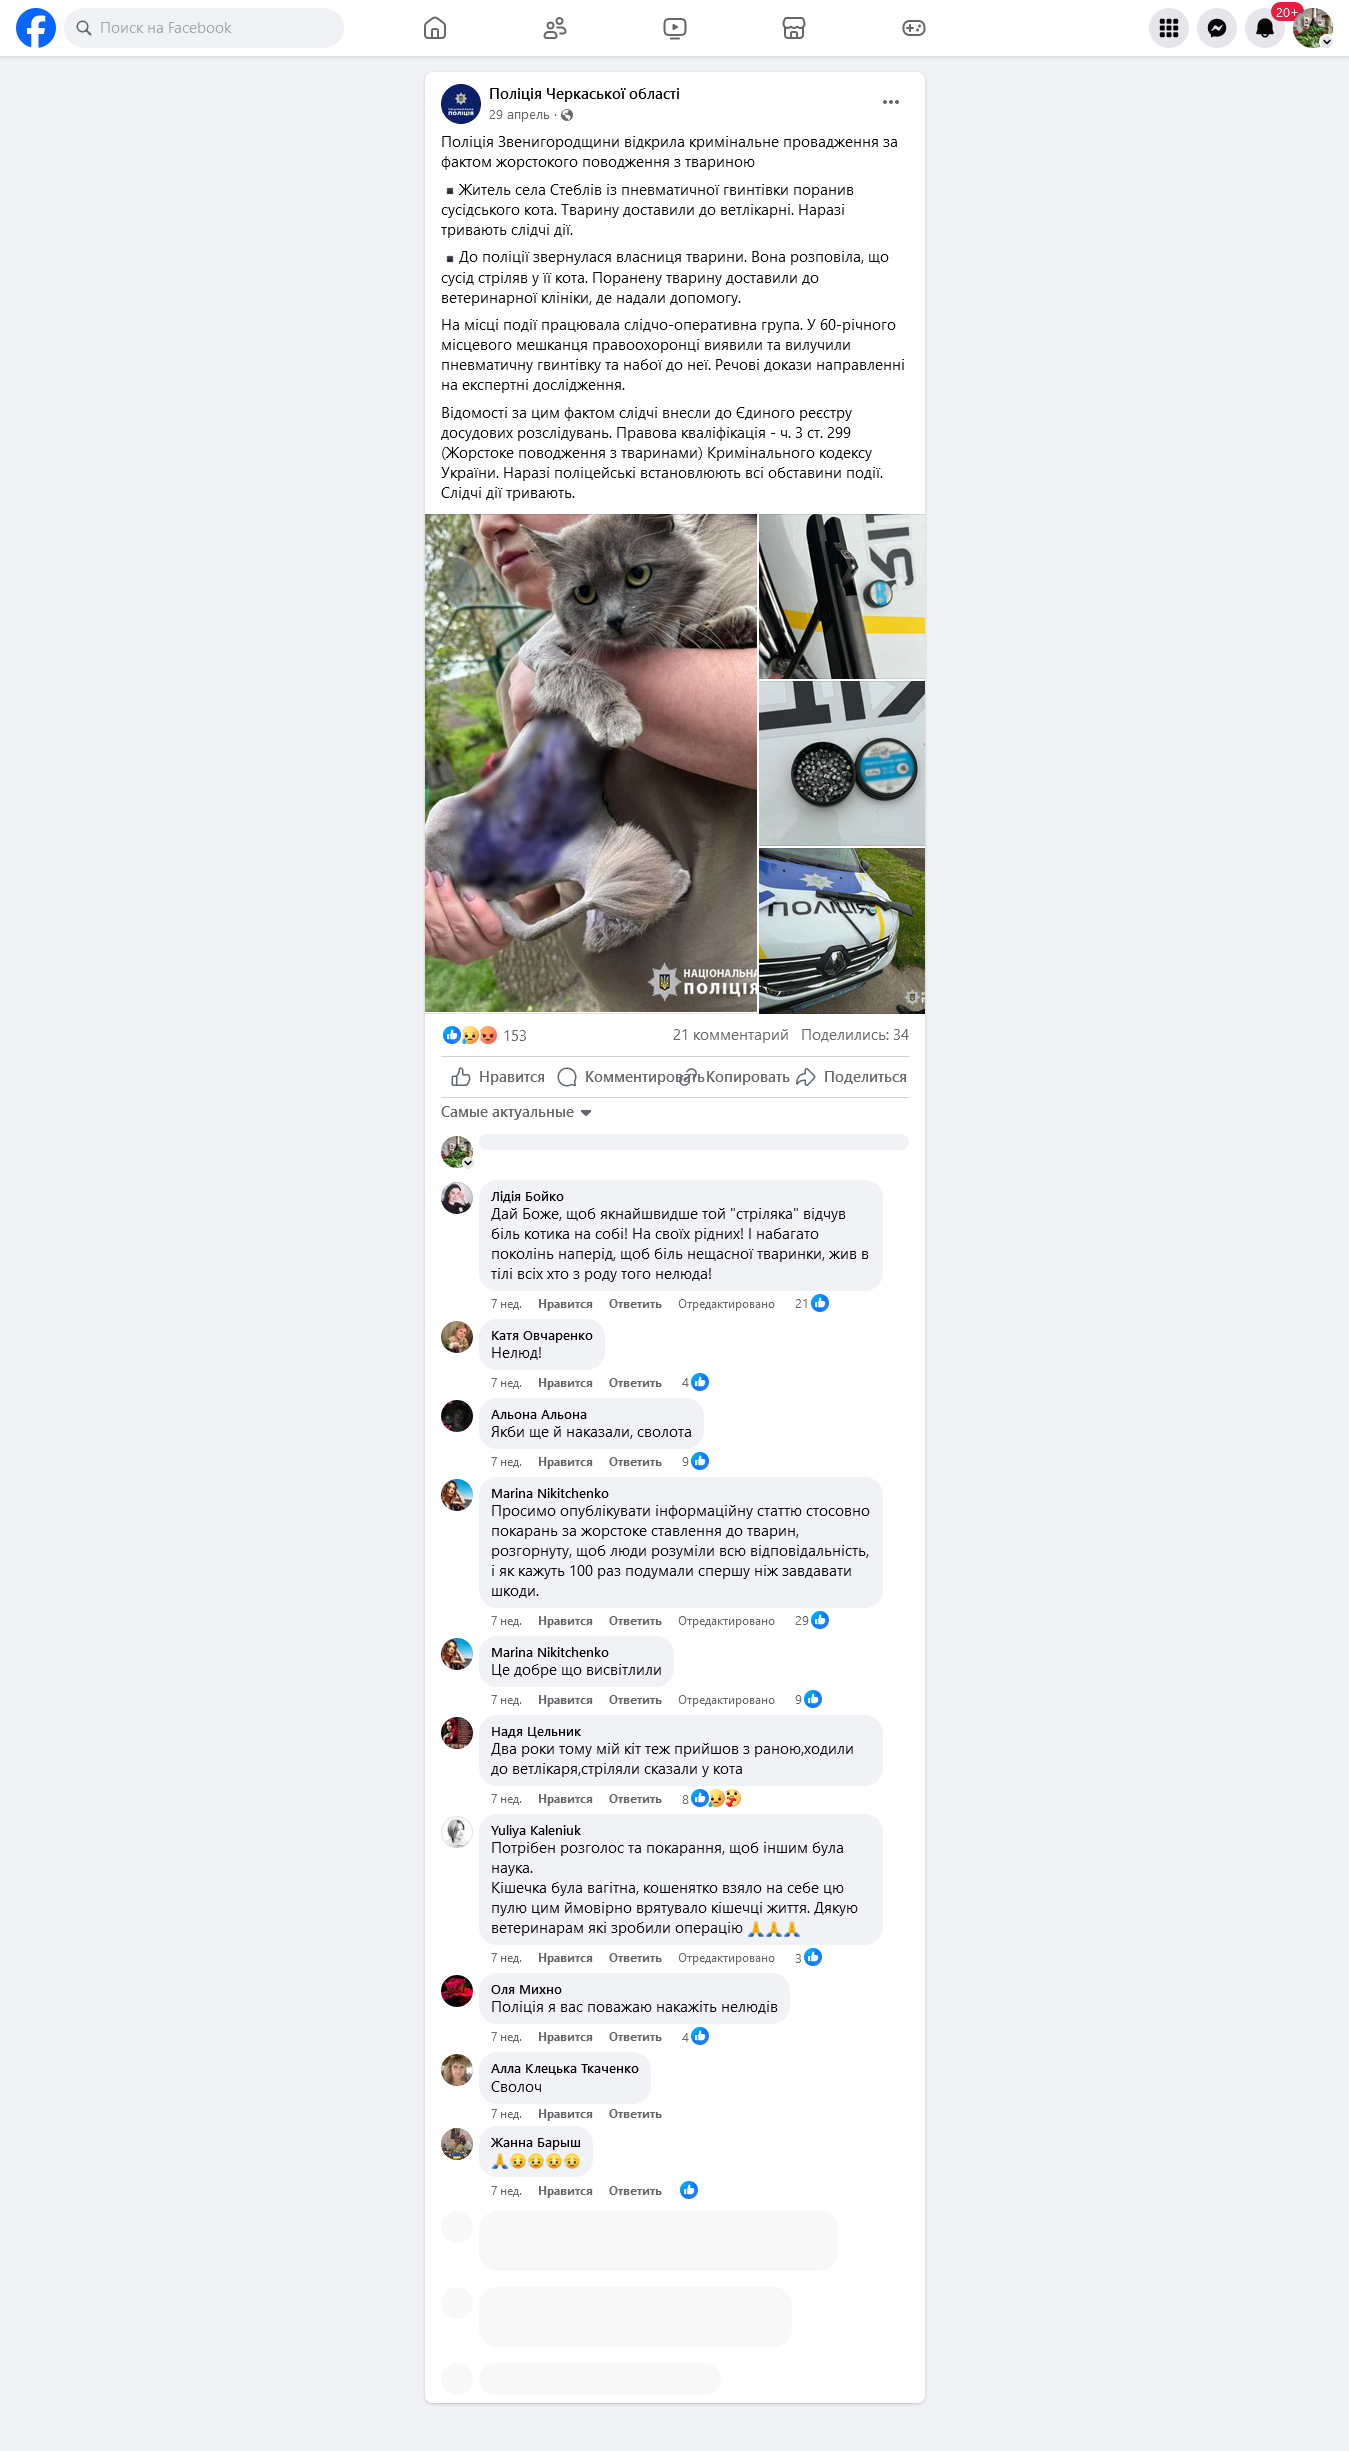 Поиск на Facebook
20+
Поліція Черкаської області
29 апрель ·
Поліція Звенигородщини відкрила кримінальне провадження за
фактом жорстокого поводження з твариною
▪Житель села Стеблів із пневматичної гвинтівки поранив
сусідського кота. Тварину доставили до ветлікарні. Наразі
тривають слідчі дії.
▪До поліції звернулася власниця тварини. Вона розповіла, що
сусід стріляв у її кота. Поранену тварину доставили до
ветеринарної клініки, де надали допомогу.
На місці події працювала слідчо-оперативна група. У 60-річного
місцевого мешканця правоохоронці виявили та вилучили
пневматичну гвинтівку та набої до неї. Речові докази направленні
на експертні дослідження.
Відомості за цим фактом слідчі внесли до Єдиного реєстру
досудових розслідувань. Правова кваліфікація - ч. 3 ст. 299
(Жорстоке поводження з тваринами) Кримінального кодексу
України. Наразі поліцейські встановлюють всі обставини події.
Слідчі дії тривають.
ПОЛІЦІЯ
НАЦІОНАЛЬНА
ПОЛІЦІЯ
153 21 комментарий Поделились: 34
Нравится Комментировать Копировать Поделиться
Самые актуальные
Лідія Бойко
Дай Боже, щоб якнайшвидше той "стріляка" відчув
біль котика на собі! На своїх рідних! І набагато
поколінь наперід, щоб біль нещасної тваринки, жив в
тілі всіх хто з роду того нелюда!
7 нед. Нравится Ответить Отредактировано 21
Катя Овчаренко
Нелюд!
7 нед. Нравится Ответить 4
Альона Альона
Якби ще й наказали, сволота
7 нед. Нравится Ответить 9
Marina Nikitchenko
Просимо опублікувати інформаційну статтю стосовно
покарань за жорстоке ставлення до тварин,
розгорнуту, щоб люди розуміли всю відповідальність,
і як кажуть 100 раз подумали спершу ніж завдавати
шкоди.
7 нед. Нравится Ответить Отредактировано 29
Marina Nikitchenko
Це добре що висвітлили
7 нед. Нравится Ответить Отредактировано 9
Надя Цельник
Два роки тому мій кіт теж прийшов з раною,ходили
до ветлікаря,стріляли сказали у кота
7 нед. Нравится Ответить 8
Yuliya Kaleniuk
Потрібен розголос та покарання, щоб іншим була
наука.
Кішечка була вагітна, кошенятко взяло на себе цю
пулю цим ймовірно врятувало кішечці життя. Дякую
ветеринарам які зробили операцію 🙏🙏🙏
7 нед. Нравится Ответить Отредактировано 3
Оля Михно
Поліція я вас поважаю накажіть нелюдів
7 нед. Нравится Ответить 4
Алла Клецька Ткаченко
Сволоч
7 нед. Нравится Ответить
Жанна Барыш
🙏😥😥😥😥
7 нед. Нравится Ответить